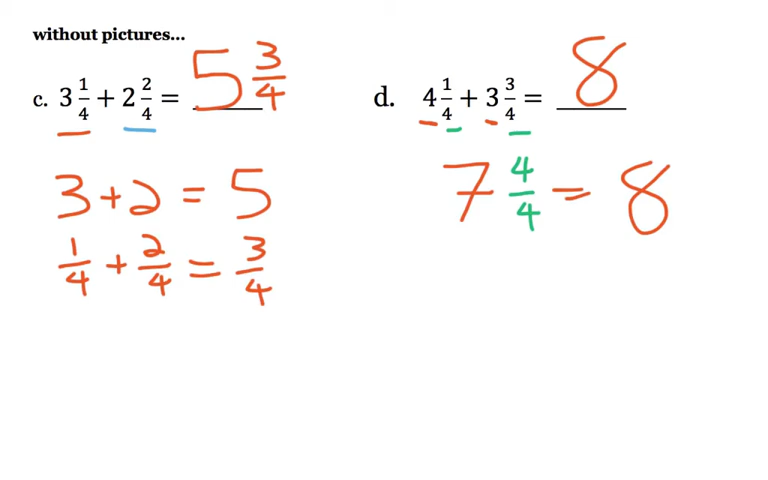 without pictures...
c. 3 1/4 + 2 2/4 = 5 3/4
3 + 2 = 5
1/4 + 2/4 = 3/4
d. 4 1/4 + 3 3/4 = 8
7 4/4 = 8